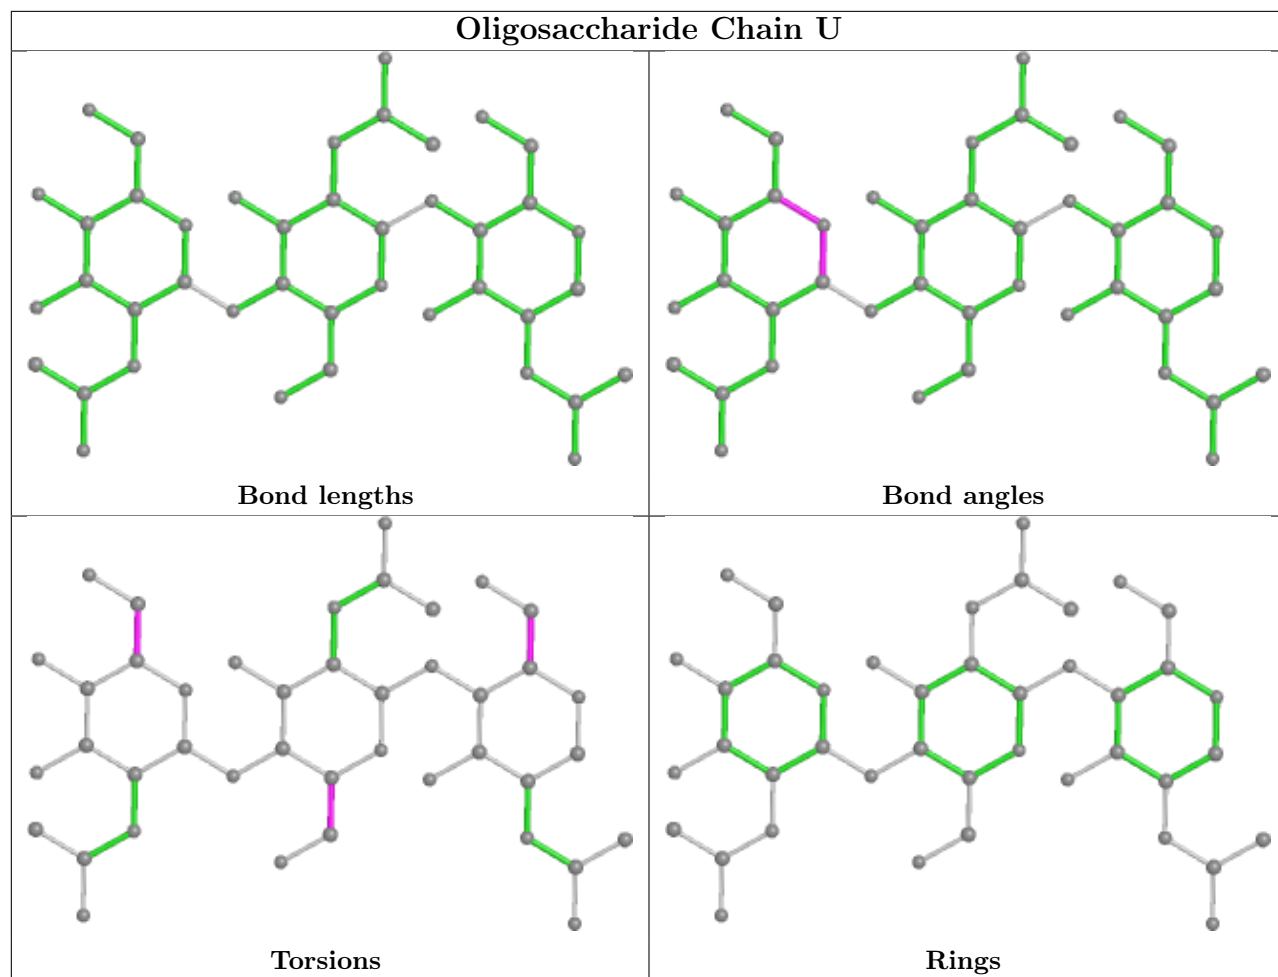 Oligosaccharide Chain U
Bond lengths
Bond angles
Torsions
Rings